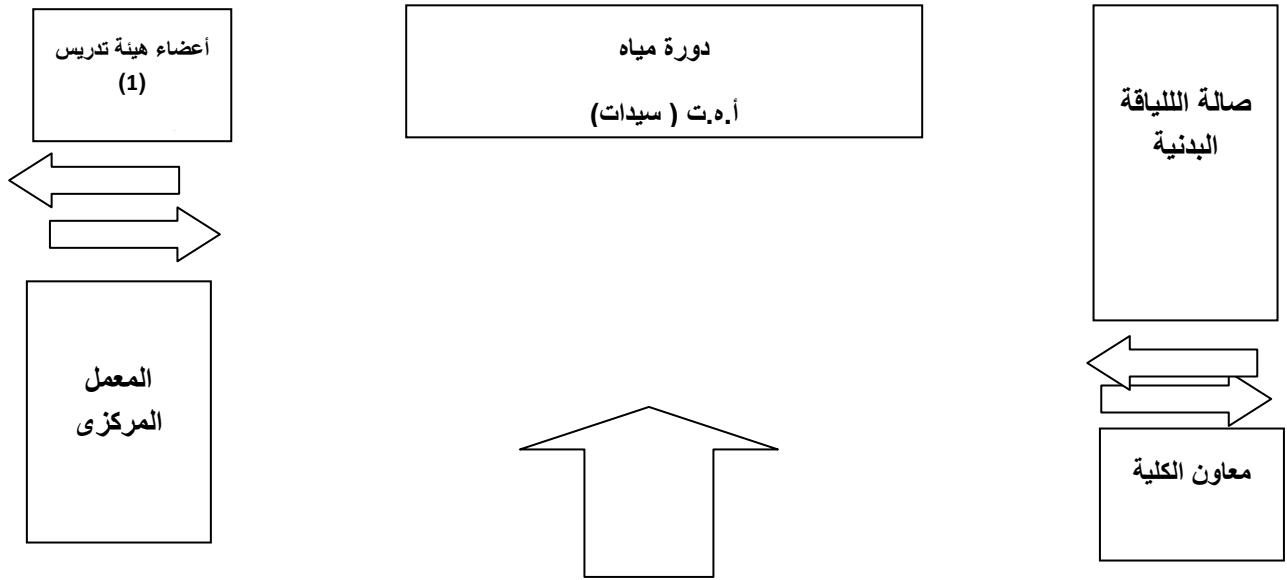 صالة الللياقة
البدنية
دورة مياه
أ.ه.ت ( سيدات)
أعضاء هيئة تدريس
(1)
معاون الكلية
المعمل
المركزى